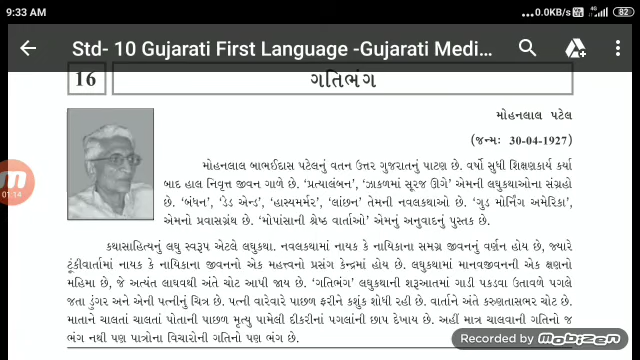 9:33 AM
...0.0KB/s 4G 82
Std- 10 Gujarati First Language -Gujarati Medi...
16 ગતિભંગ
મોહનલાલ પટેલ
(જન્મ: 30-04-1927)
મોહનલાલ બાભઈદાસ પટેલનું વતન ઉત્તર ગુજરાતનું પાટણ છે. વર્ષો સુધી શિક્ષણકાર્ય કર્યા
બાદ હાલ નિવૃત્ત જીવન ગાળે છે. ‘પ્રત્યાલંબન’, ‘ઝાકળમાં સૂરજ ઊગે’ એમની લઘુકથાઓના સંગ્રહો
છે. ‘બંધન’, ‘ડેડ એન્ડ’, ‘હાસ્યમર્મર’, ‘લાંછન’ તેમની નવલકથાઓ છે. ‘ગુડ મોર્નિંગ અમેરિકા’,
એમનો પ્રવાસગ્રંથ છે. ‘મોપાંસાની શ્રેષ્ઠ વાર્તાઓ’ એમનું અનુવાદનું પુસ્તક છે.
કથાસાહિત્યનું લઘુ સ્વરૂપ એટલે લઘુકથા. નવલકથામાં નાયક કે નાયિકાના સમગ્ર જીવનનું વર્ણન હોય છે, જ્યારે
ટૂંકીવાર્તામાં નાયક કે નાયિકાના જીવનનો એક મહત્ત્વનો પ્રસંગ કેન્દ્રમાં હોય છે. લઘુકથામાં માનવજીવનની એક ક્ષણનો
મહિમા છે, જે અત્યંત લાઘવથી અંતે ચોટ આપી જાય છે. ‘ગતિભંગ’ લઘુકથાની શરૂઆતમાં ગાડી પકડવા ઉતાવળે પગલે
જતા ડુંગર અને એની પત્નીનું ચિત્ર છે. પત્ની વારેવારે પાછળ ફરીને કશુંક શોધી રહી છે. વાર્તાને અંતે કરુણતાસભર ચોટ છે.
માતાને ચાલતાં ચાલતાં પોતાની પાછળ મૃત્યુ પામેલી દીકરીનાં પગલાંની છાપ દેખાય છે. અહીં માત્ર ચાલવાની ગતિનો જ
ભંગ નથી પણ પાત્રોના વિચારોની ગતિનો પણ ભંગ છે.
01:14
Recorded by
mobizen